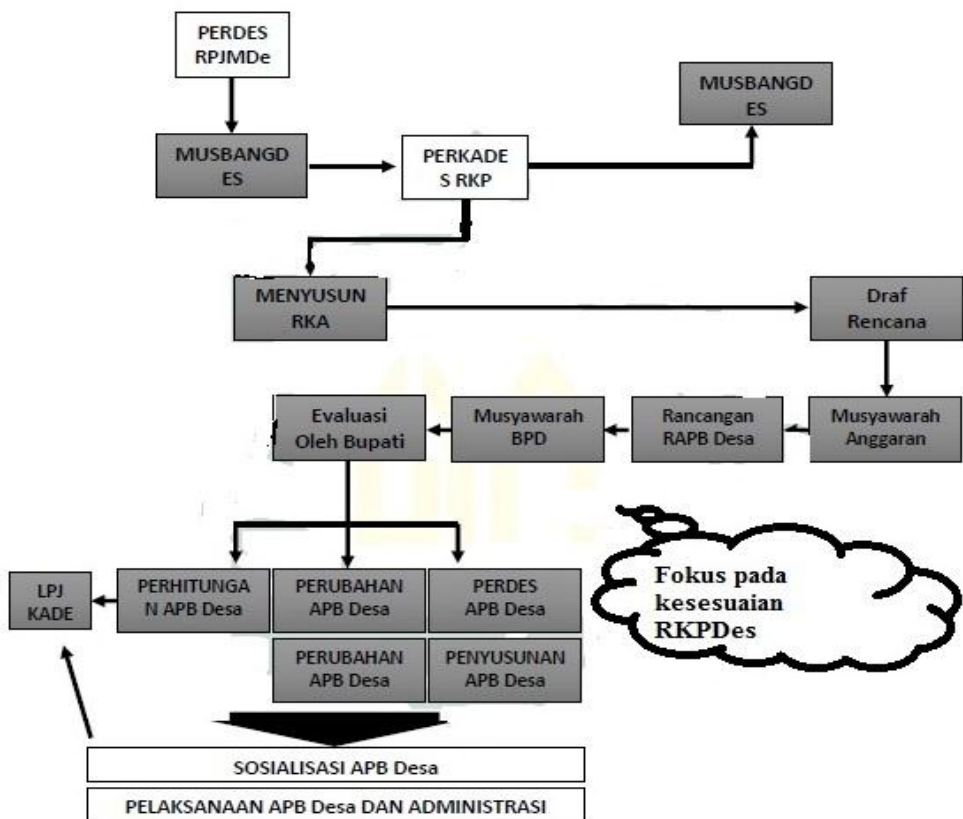 PERDES
RPJMDe
MUSBANGD
ES
MUSBANGD
ES
PERKADE
S RKP
MENYUSUN
RKA
Draf
Rencana
Evaluasi
Oleh Bupati
Musyawarah
BPD
Rancangan
RAPB Desa
Musyawarah
Anggaran
LPJ
KADE
PERHITUNGA
N APB Desa
PERUBAHAN
APB Desa
PERDES
APB Desa
PERUBAHAN
APB Desa
PENYUSUNAN
APB Desa
Fokus pada
kesesuaian
RKPDes
SOSIALISASI APB Desa
PELAKSANAAN APB Desa DAN ADMINISTRASI